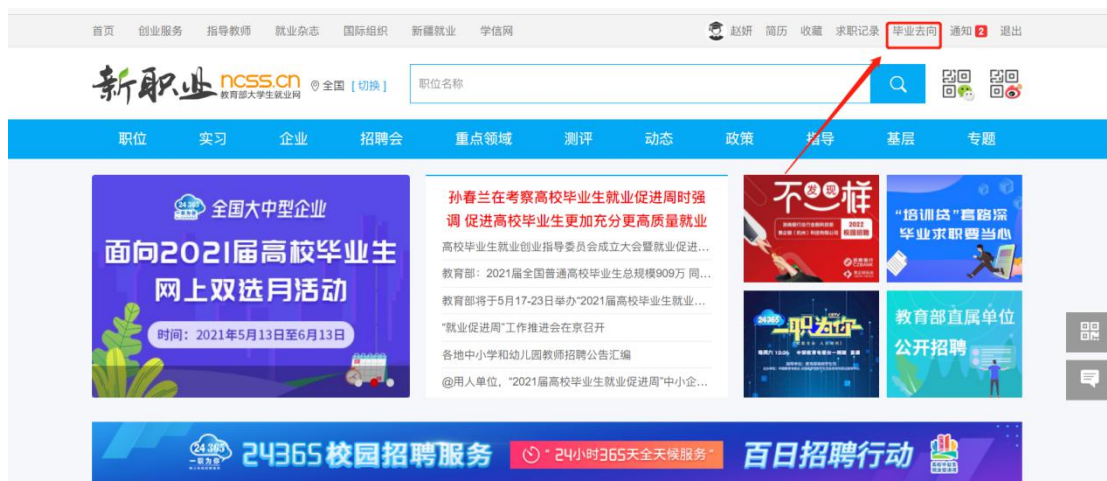 首页 创业服务 指导教师 就业杂志 国际组织 新疆就业 学信网 赵妍 简历 收藏 求职记录 毕业去向 通知 2 退出
新职业 ncss.cn 教育部大学生就业网 全国 [ 切换 ] 职位名称
职位 实习 企业 招聘会 重点领域 测评 动态 政策 指导 基层 专题
24365 全国大中型企业
面向2021届高校毕业生
网上双选月活动
时间：2021年5月13日至6月13日
孙春兰在考察高校毕业生就业促进周时强
调 促进高校毕业生更加充分更高质量就业
高校毕业生就业创业指导委员会成立大会暨就业促进...
教育部：2021届全国普通高校毕业生总规模909万 同...
教育部将于5月17-23日举办“2021届高校毕业生就业...
“就业促进周”工作推进会在京召开
各地中小学和幼儿园教师招聘公告汇编
@用人单位，“2021届高校毕业生就业促进周”中小企...
不一样
发现
2022
校园招聘
“培训贷”套路深
毕业求职要当心
24365
一职为你
教育部直属单位
公开招聘
24365
一职为你
24365校园招聘服务
24小时365天全天候服务
百日招聘行动